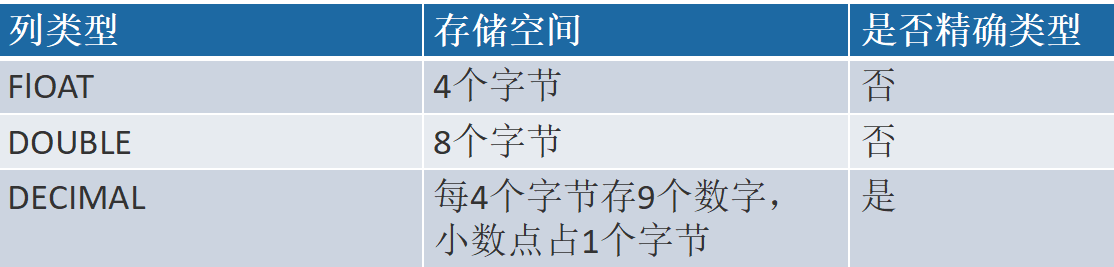 列类型 存储空间 是否精确类型
FlOAT 4个字节 否
DOUBLE 8个字节 否
DECIMAL 每4个字节存9个数字， 是
小数点占1个字节